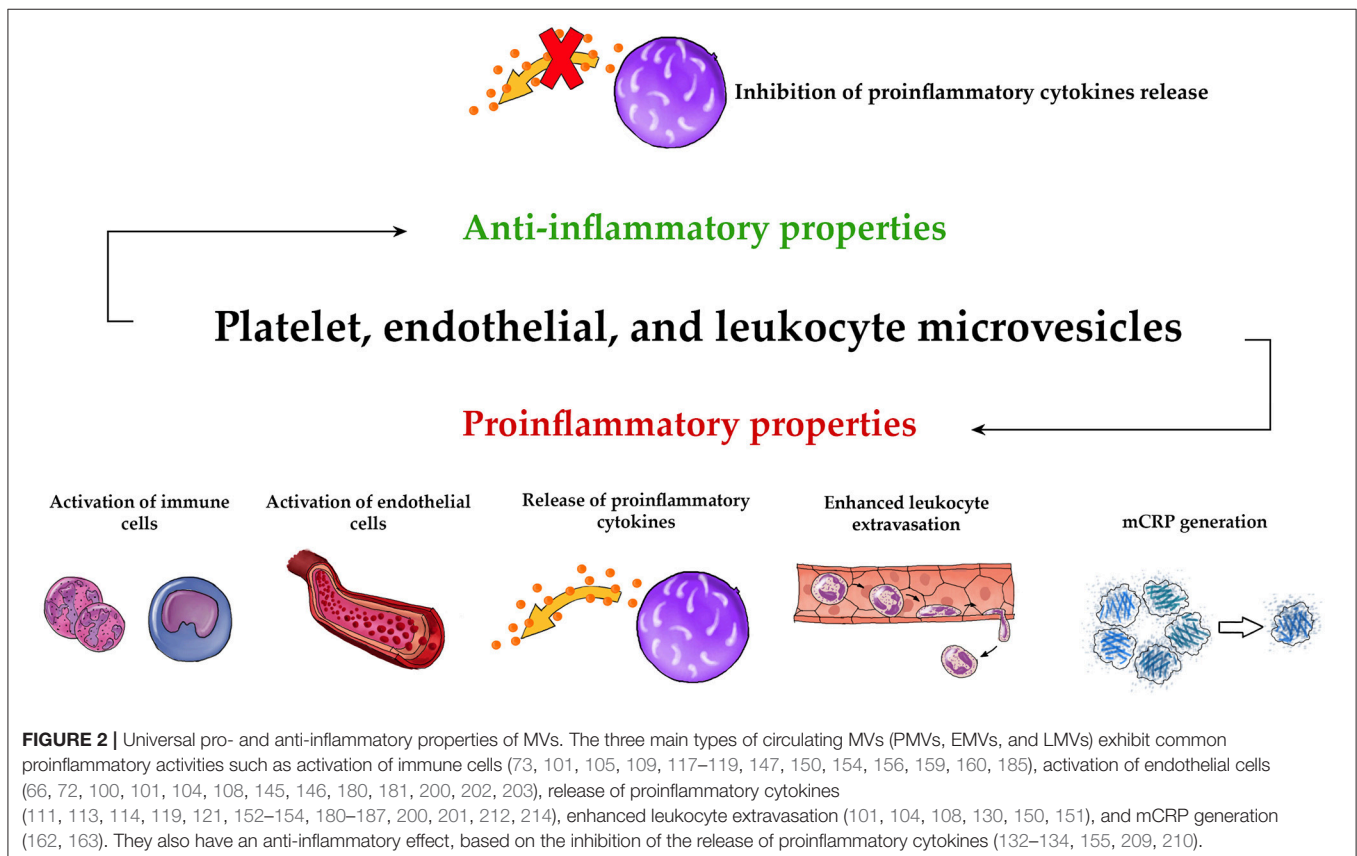 Inhibition of proinflammatory cytokines release
Anti-inflammatory properties
Platelet, endothelial, and leukocyte microvesicles
Proinflammatory properties
Activation of immune
cells
Activation of endothelial
cells
Release of proinflammatory
cytokines
Enhanced leukocyte
extravasation
mCRP generation
FIGURE 2 | Universal pro- and anti-inflammatory properties of MVs. The three main types of circulating MVs (PMVs, EMVs, and LMVs) exhibit common
proinflammatory activities such as activation of immune cells (73, 101, 105, 109, 117–119, 147, 150, 154, 156, 159, 160, 185), activation of endothelial cells
(66, 72, 100, 101, 104, 108, 145, 146, 180, 181, 200, 202, 203), release of proinflammatory cytokines
(111, 113, 114, 119, 121, 152–154, 180–187, 200, 201, 212, 214), enhanced leukocyte extravasation (101, 104, 108, 130, 150, 151), and mCRP generation
(162, 163). They also have an anti-inflammatory effect, based on the inhibition of the release of proinflammatory cytokines (132–134, 155, 209, 210).